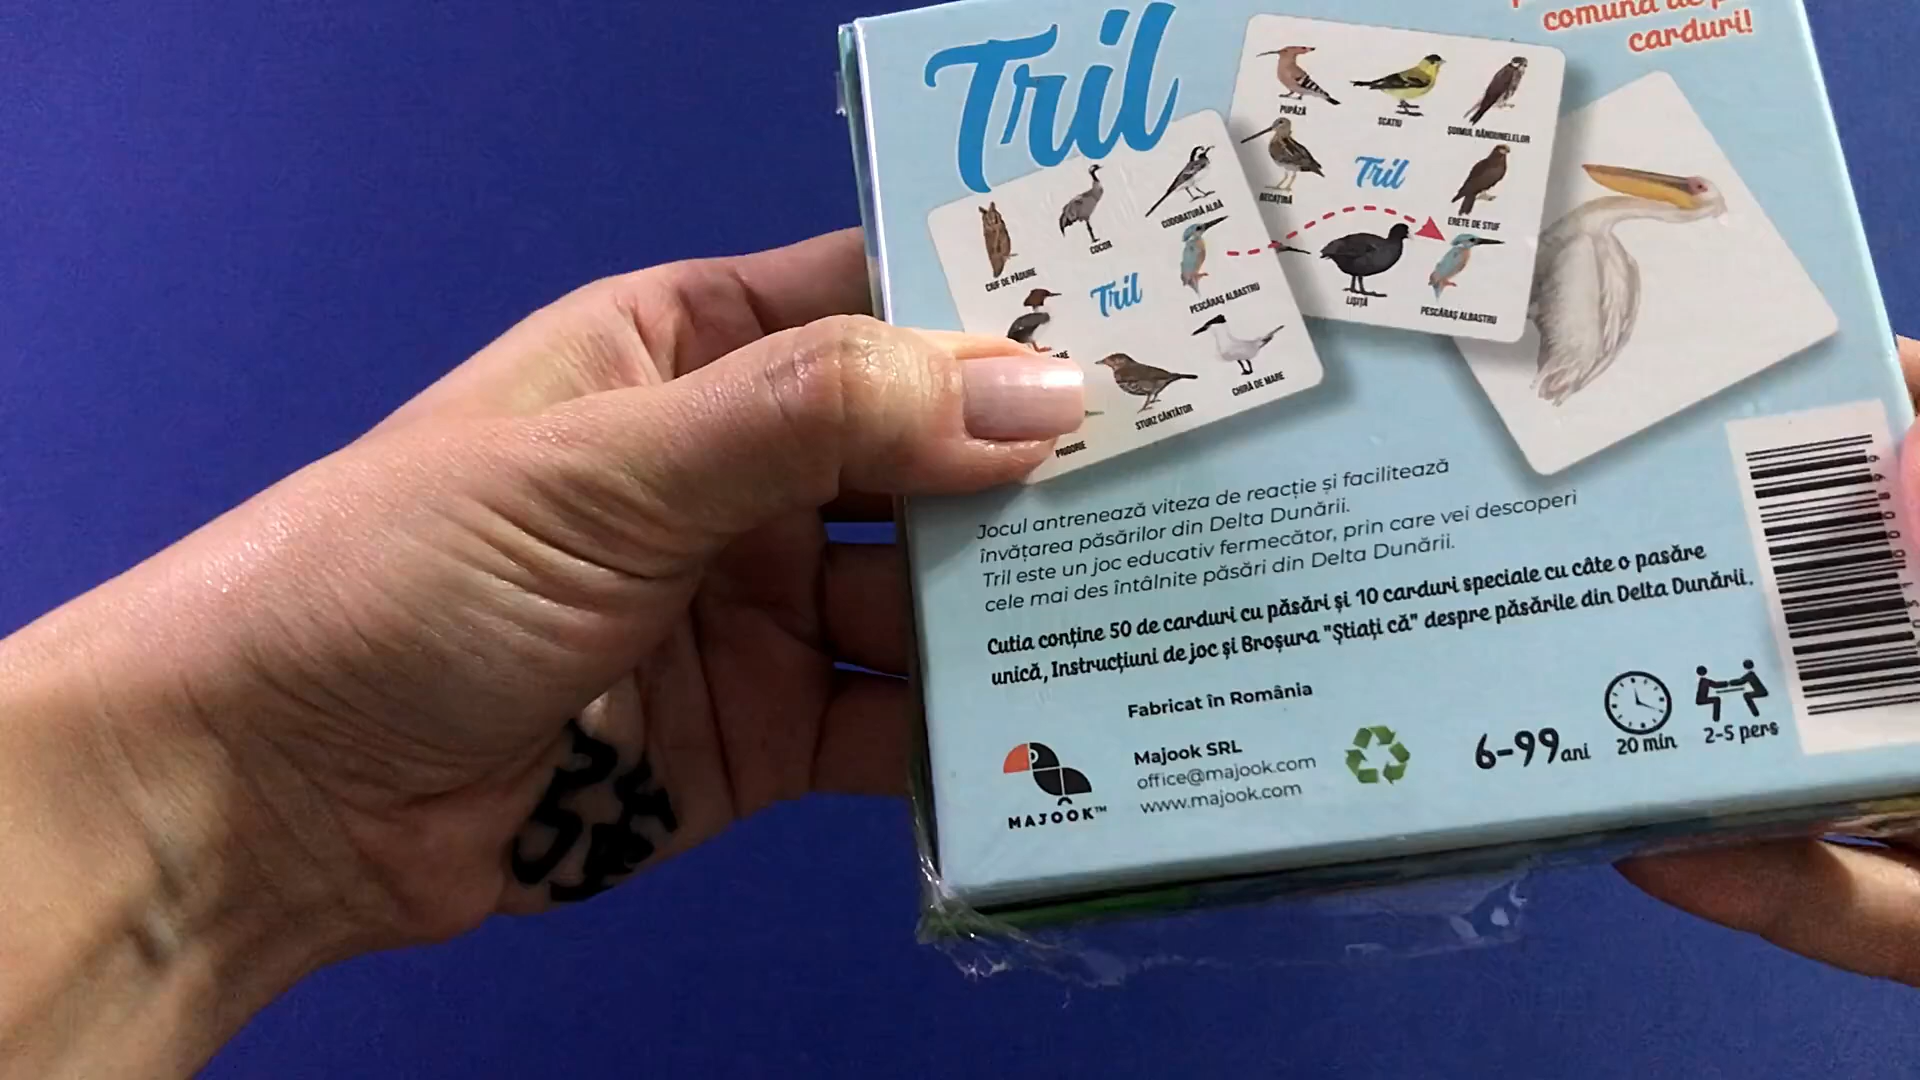 comună de
carduri!
Tril
PUPĂZĂ
SCATIU
ȘOIMUL RÂNDUNELELOR
BECAȚINĂ
Tril
ERETE DE STUF
LIȘIȚĂ
PESCĂRAȘ ALBASTRU
CIUF DE PĂDURE
COCOR
CODOBATURĂ ALBĂ
Tril
PESCĂRAȘ ALBASTRU
STURZ CÂNTĂTOR
CHIRĂ DE MARE
PRIGORIE
Jocul antrenează viteza de reacție și facilitează
învățarea păsărilor din Delta Dunării.
Tril este un joc educativ fermecător, prin care vei descoperi
cele mai des întâlnite păsări din Delta Dunării.
Cutia conține 50 de carduri cu păsări și 10 carduri speciale cu câte o pasăre
unică, Instrucțiuni de joc și Broșura "Știați că" despre păsările din Delta Dunării.
Fabricat în România
Majook SRL
office@majook.com
www.majook.com
MAJOOK™
6-99 ani
20 min
2-5 pers